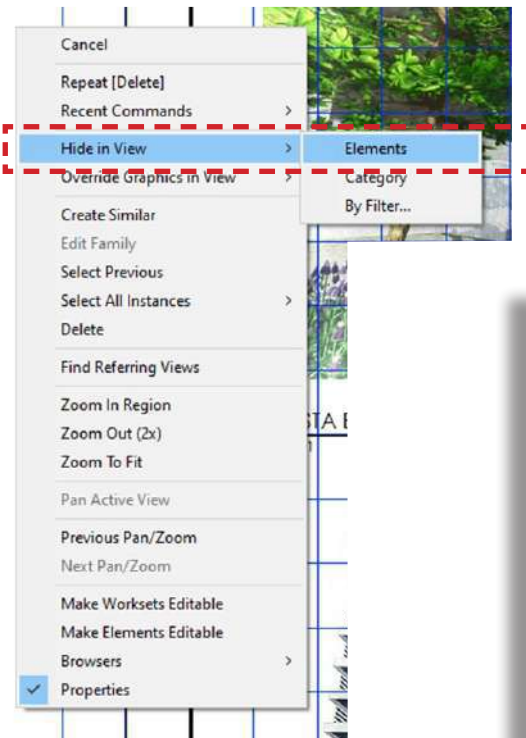 Cancel
Repeat [Delete]
Recent Commands
Hide in View
Elements
Override Graphics in View
Category
By Filter...
Create Similar
Edit Family
Select Previous
Select All Instances
Delete
Find Referring Views
Zoom In Region
Zoom Out (2x)
Zoom To Fit
Pan Active View
Previous Pan/Zoom
Next Pan/Zoom
Make Worksets Editable
Make Elements Editable
Browsers
Properties